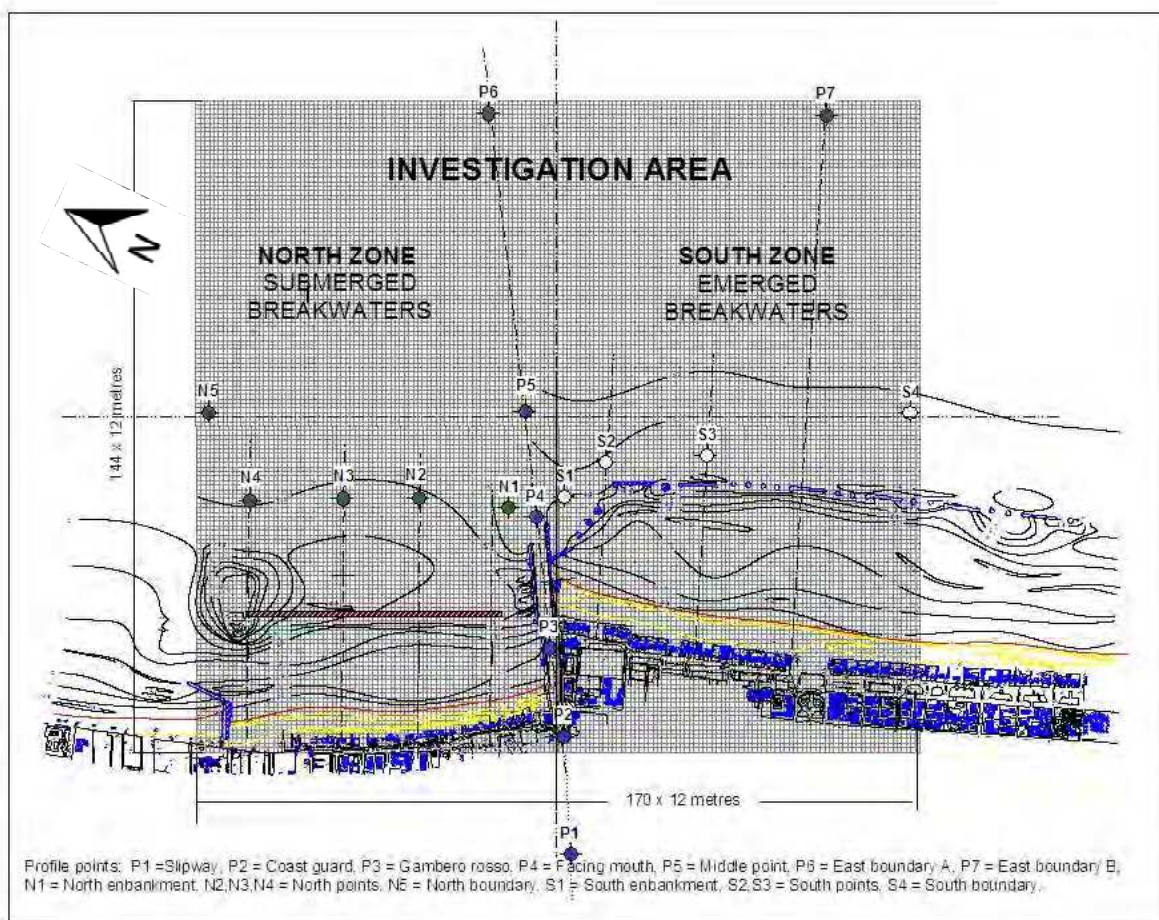 P6
P7
INVESTIGATION AREA
N
NORTH ZONE
SUBMERGED
BREAKWATERS
SOUTH ZONE
EMERGED
BREAKWATERS
144 x 12 metres
N5
P5
S4
N4
N3
N2
N1
P4
S1
S2
S3
P3
P2
170 x 12 metres
P1
Profile points: P1 =Slipway, P2 = Coast guard, P3 = Gambero rosso, P4 = Facing mouth, P5 = Middle point, P6 = East boundary A, P7 = East boundary B,
N1 = North enbankment, N2,N3,N4 = North points, N5 = North boundary, S1 = South enbankment, S2,S3 = South points, S4 = South boundary.